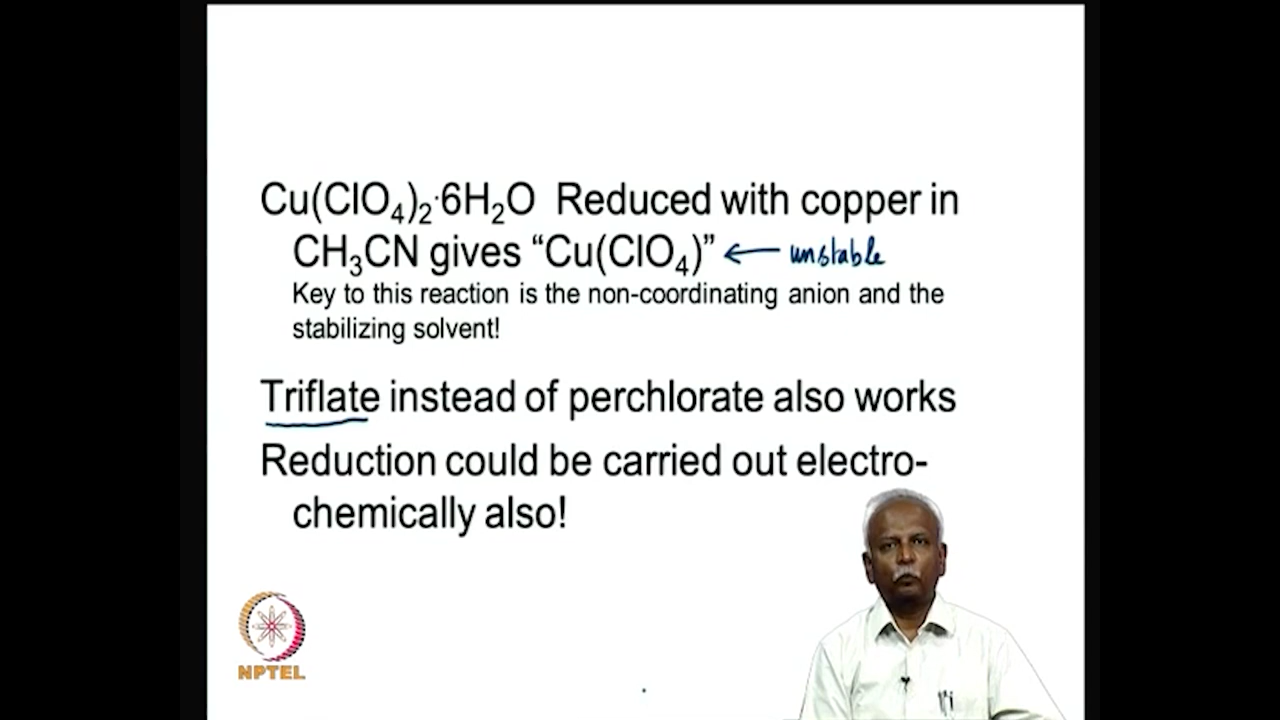 Cu(ClO₄)₂·6H₂O Reduced with copper in
CH₃CN gives “Cu(ClO₄)” ← unstable
Key to this reaction is the non-coordinating anion and the
stabilizing solvent!
Triflate instead of perchlorate also works
Reduction could be carried out electro-
chemically also!
NPTEL